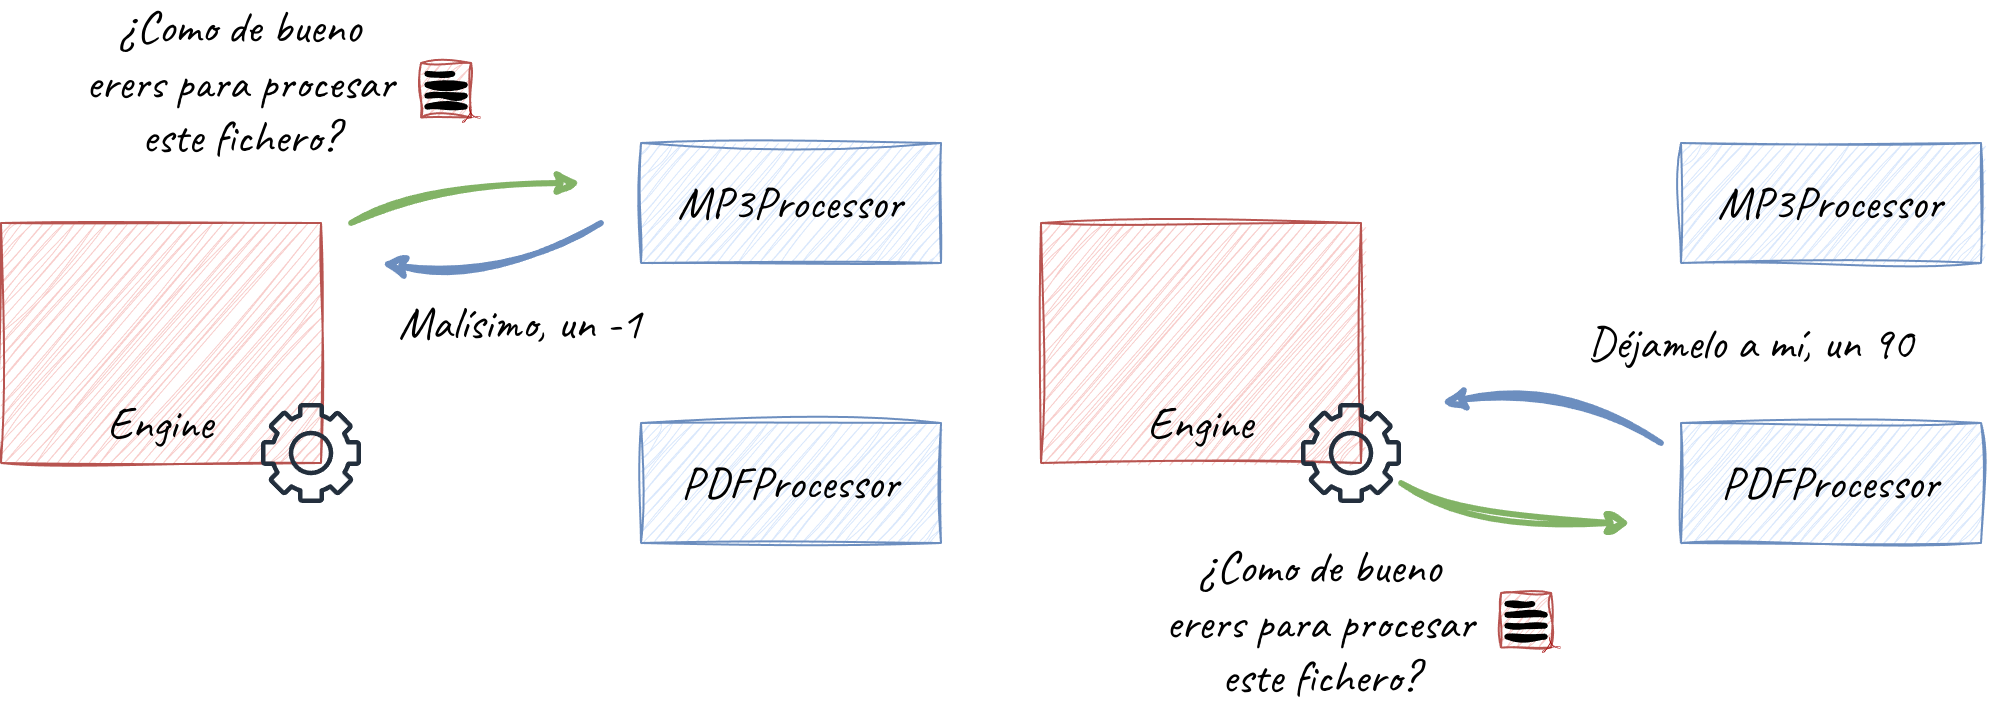 ¿Como de bueno
erers para procesar
este fichero?
MP3Processor
Malísimo, un -1
Engine
PDFProcessor
MP3Processor
Déjamelo a mí, un 90
Engine
PDFProcessor
¿Como de bueno
erers para procesar
este fichero?